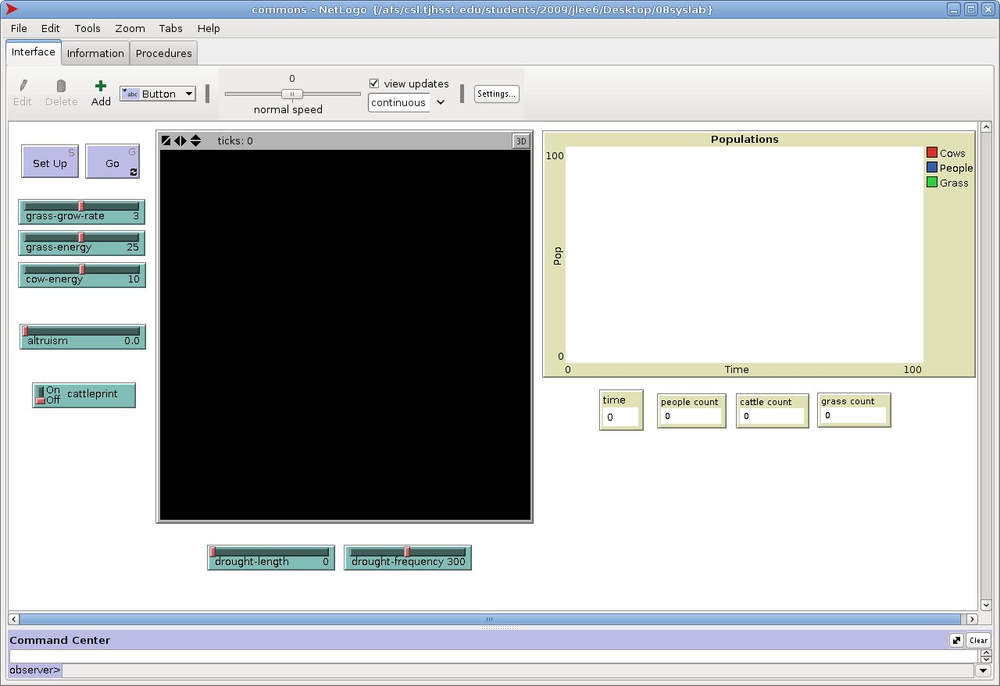 commons - NetLogo {/afs/csl.tjhsst.edu/students/2009/jlee6/Desktop/08syslab}
File Edit Tools Zoom Tabs Help
Interface Information Procedures
Edit Delete Add abc Button
0
normal speed
view updates
continuous
Settings...
Set Up S
Go G
grass-grow-rate 3
grass-energy 25
cow-energy 10
altruism 0.0
On
Off
cattleprint
ticks: 0
3D
drought-length 0
drought-frequency 300
Populations
100
Pop
0
0 Time 100
Cows
People
Grass
time
0
people count
0
cattle count
0
grass count
0
Command Center
Clear
observer>